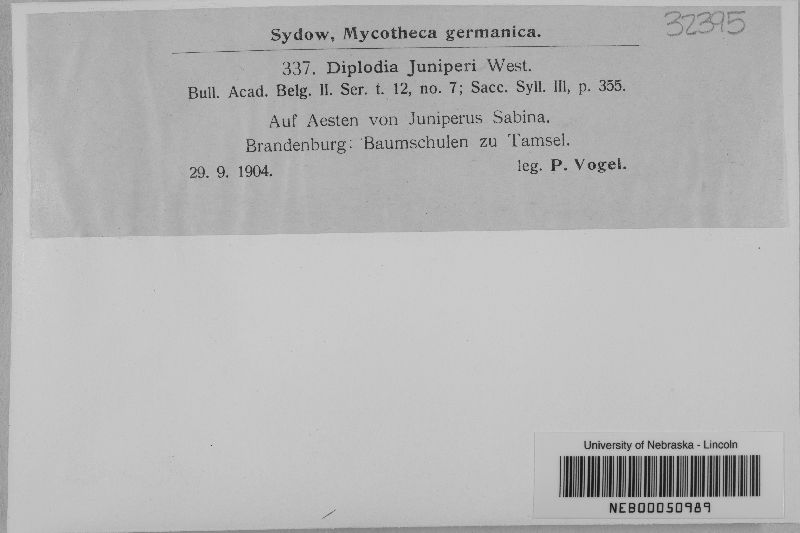 32395
Sydow, Mycotheca germanica.
337. Diplodia Juniperi West.
Bull. Acad. Belg. II. Ser. t. 12, no. 7; Sacc. Syll. III, p. 355.
Auf Aesten von Juniperus Sabina.
Brandenburg: Baumschulen zu Tamsel.
29. 9. 1904. leg. P. Vogel.
University of Nebraska - Lincoln
NEB00050989